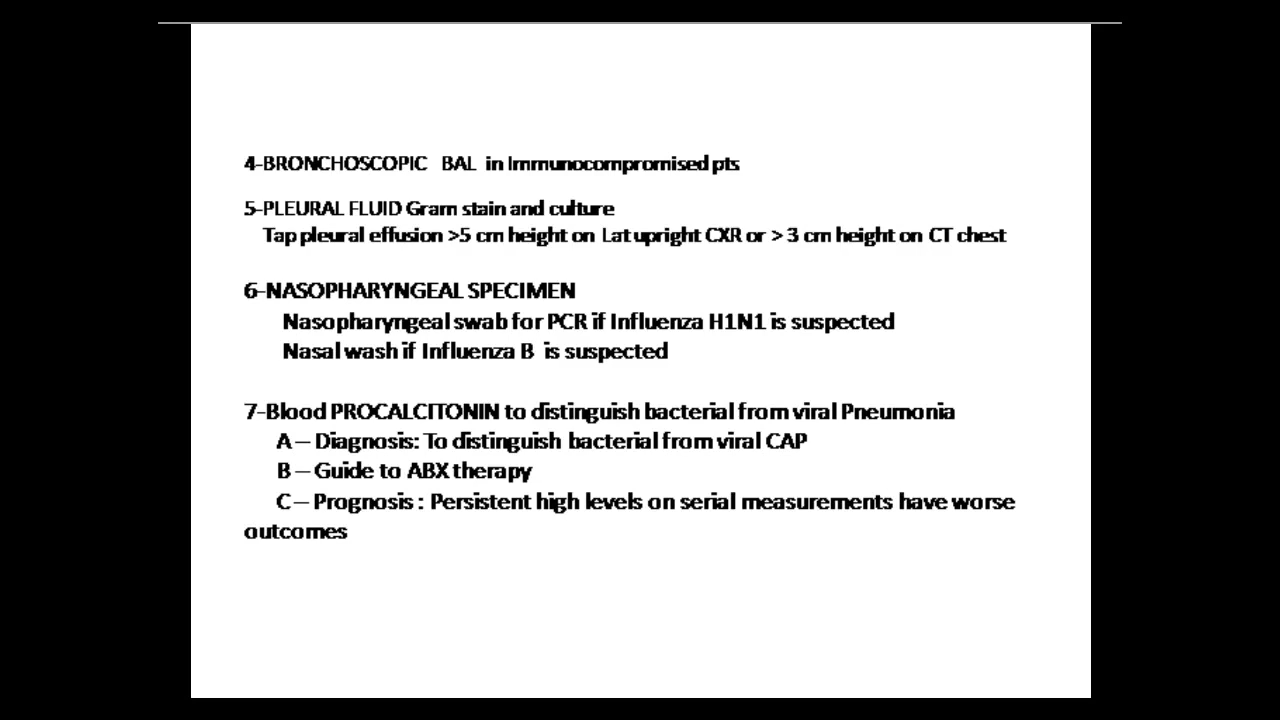 4-BRONCHOSCOPIC BAL in Immunocompromised pts
5-PLEURAL FLUID Gram stain and culture
Tap pleural effusion >5 cm height on Lat upright CXR or > 3 cm height on CT chest
6-NASOPHARYNGEAL SPECIMEN
Nasopharyngeal swab for PCR if Influenza H1N1 is suspected
Nasal wash if Influenza B is suspected
7-Blood PROCALCITONIN to distinguish bacterial from viral Pneumonia
A – Diagnosis: To distinguish bacterial from viral CAP
B – Guide to ABX therapy
C – Prognosis : Persistent high levels on serial measurements have worse
outcomes